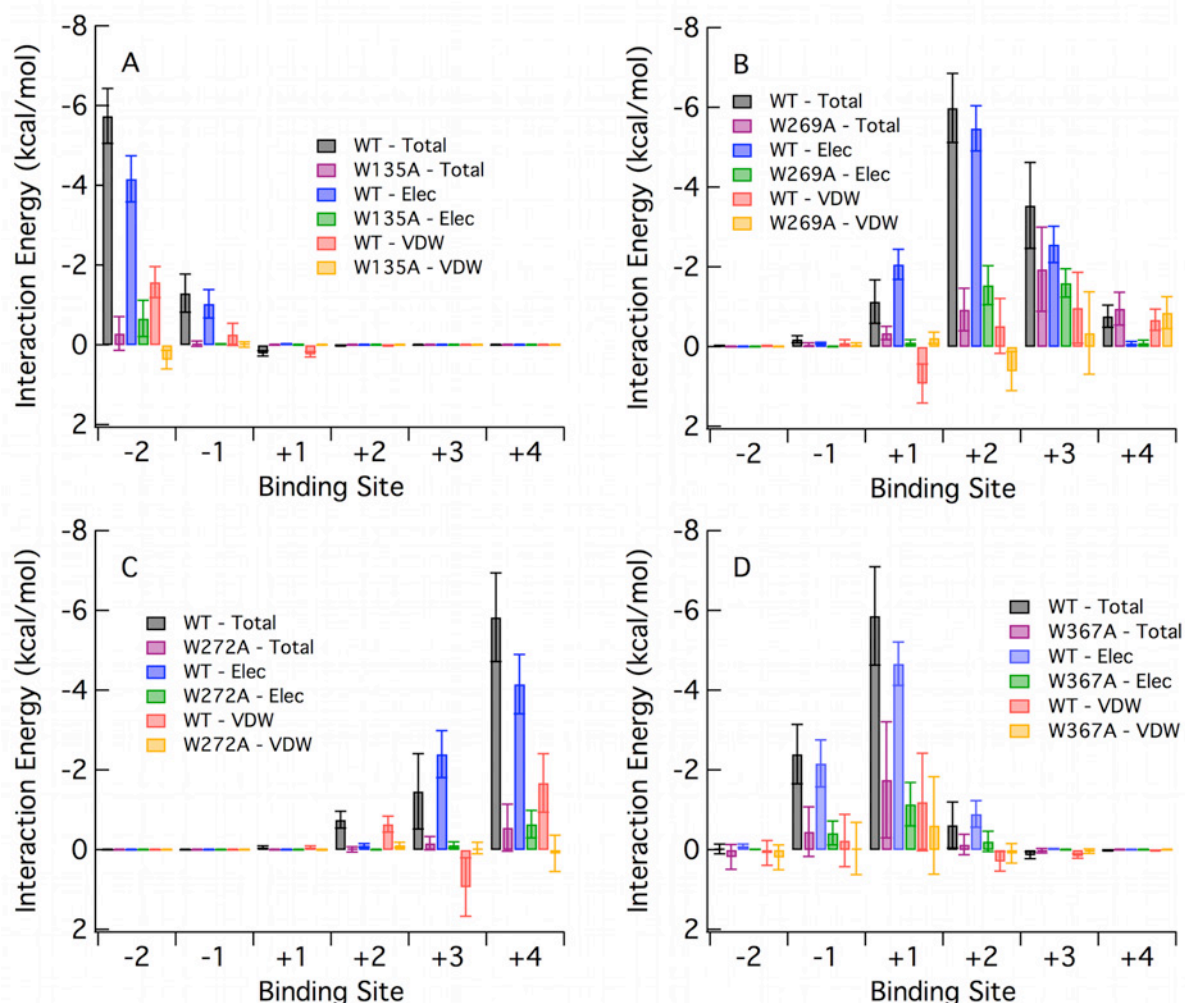 A
Interaction Energy (kcal/mol)
-8
-6
-4
-2
0
2
WT - Total
W135A - Total
WT - Elec
W135A - Elec
WT - VDW
W135A - VDW
-2 -1 +1 +2 +3 +4
Binding Site
B
Interaction Energy (kcal/mol)
-8
-6
-4
-2
0
2
WT - Total
W269A - Total
WT - Elec
W269A - Elec
WT - VDW
W269A - VDW
-2 -1 +1 +2 +3 +4
Binding Site
C
Interaction Energy (kcal/mol)
-8
-6
-4
-2
0
2
WT - Total
W272A - Total
WT - Elec
W272A - Elec
WT - VDW
W272A - VDW
-2 -1 +1 +2 +3 +4
Binding Site
D
Interaction Energy (kcal/mol)
-8
-6
-4
-2
0
2
WT - Total
W367A - Total
WT - Elec
W367A - Elec
WT - VDW
W367A - VDW
-2 -1 +1 +2 +3 +4
Binding Site